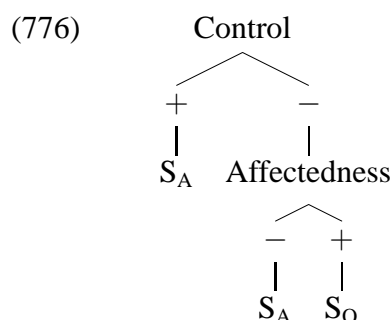 (776) Control
+ −
S_A Affectedness
− +
S_A S_O